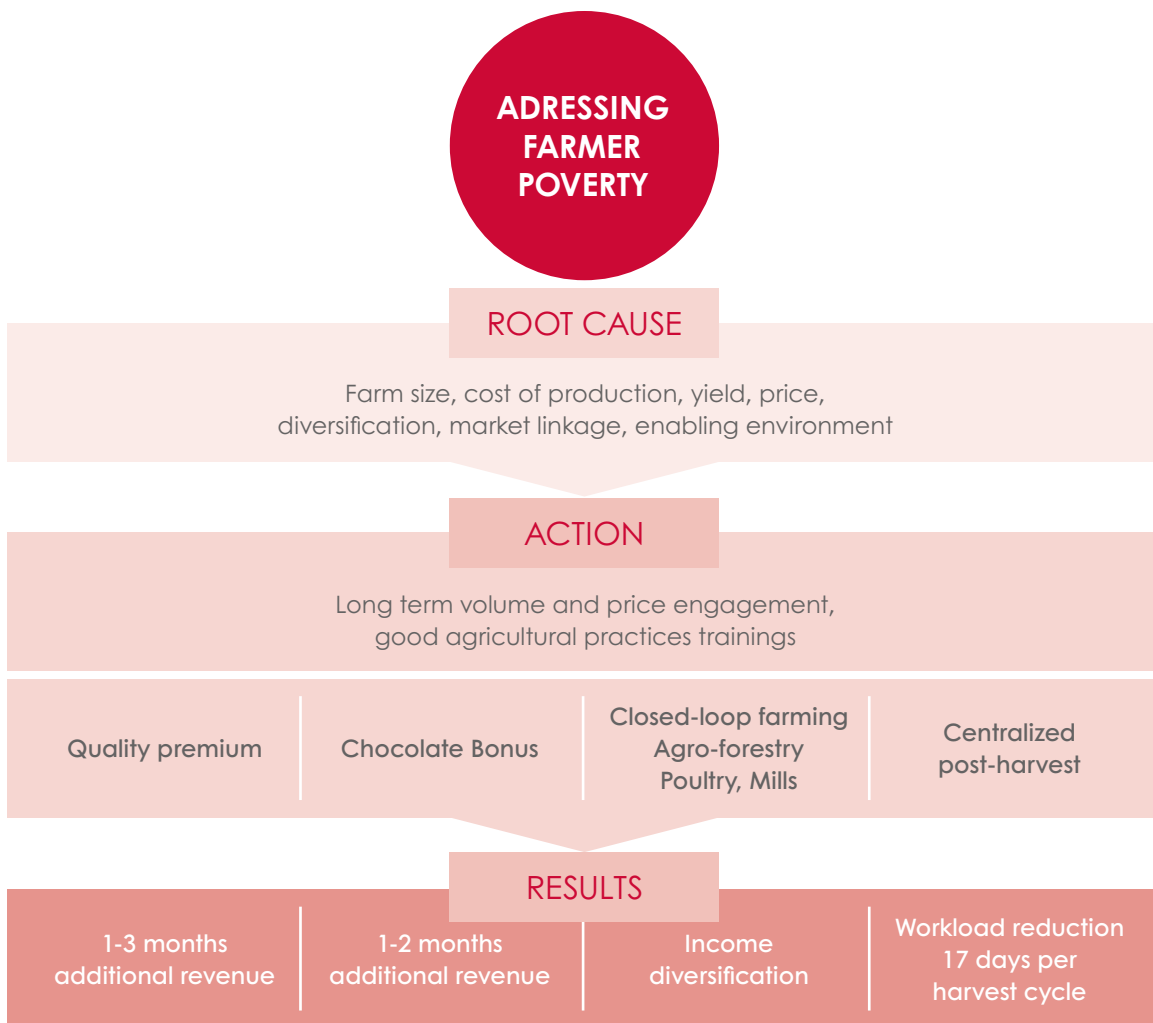 ADRESSING
FARMER
POVERTY
ROOT CAUSE
Farm size, cost of production, yield, price,
diversification, market linkage, enabling environment
ACTION
Long term volume and price engagement,
good agricultural practices trainings
Quality premium
Chocolate Bonus
Closed-loop farming
Agro-forestry
Poultry, Mills
Centralized
post-harvest
RESULTS
1-3 months
additional revenue
1-2 months
additional revenue
Income
diversification
Workload reduction
17 days per
harvest cycle